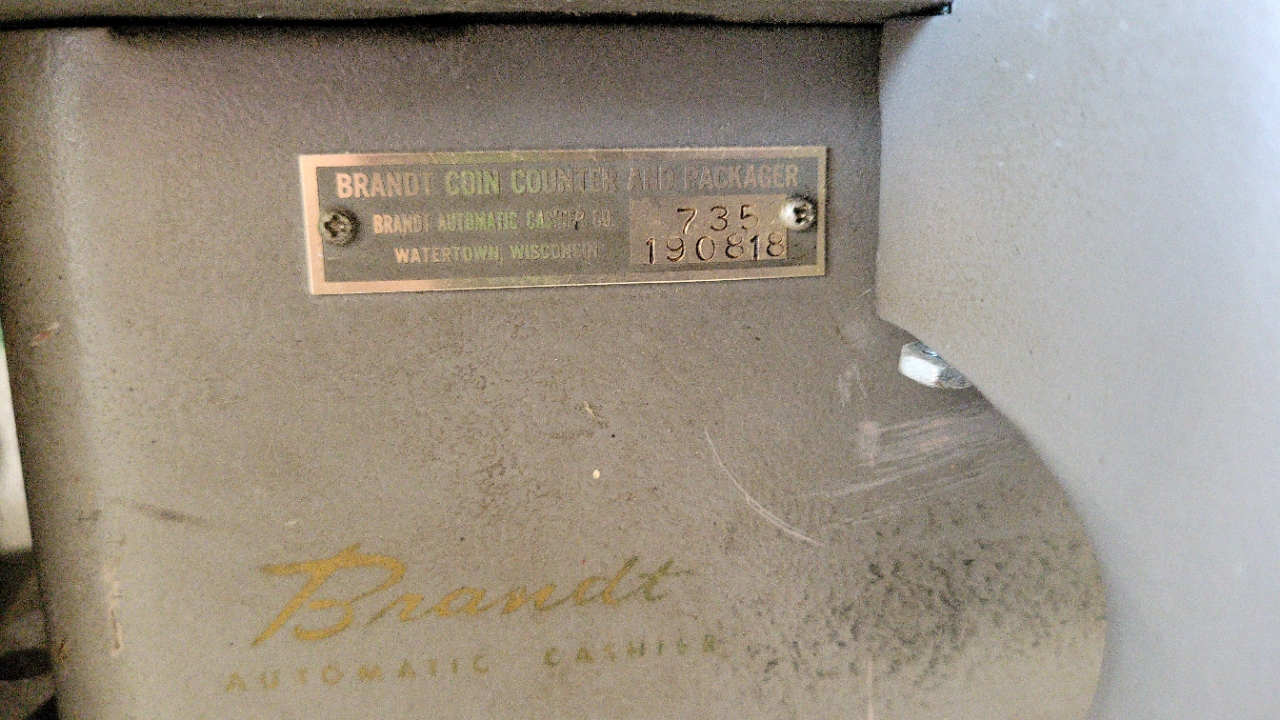 BRANDT COIN COUNTER AND PACKAGER
BRANDT AUTOMATIC CASHIER CO.
WATERTOWN, WISCONSIN
735
190818
Brandt
AUTOMATIC CASHIER